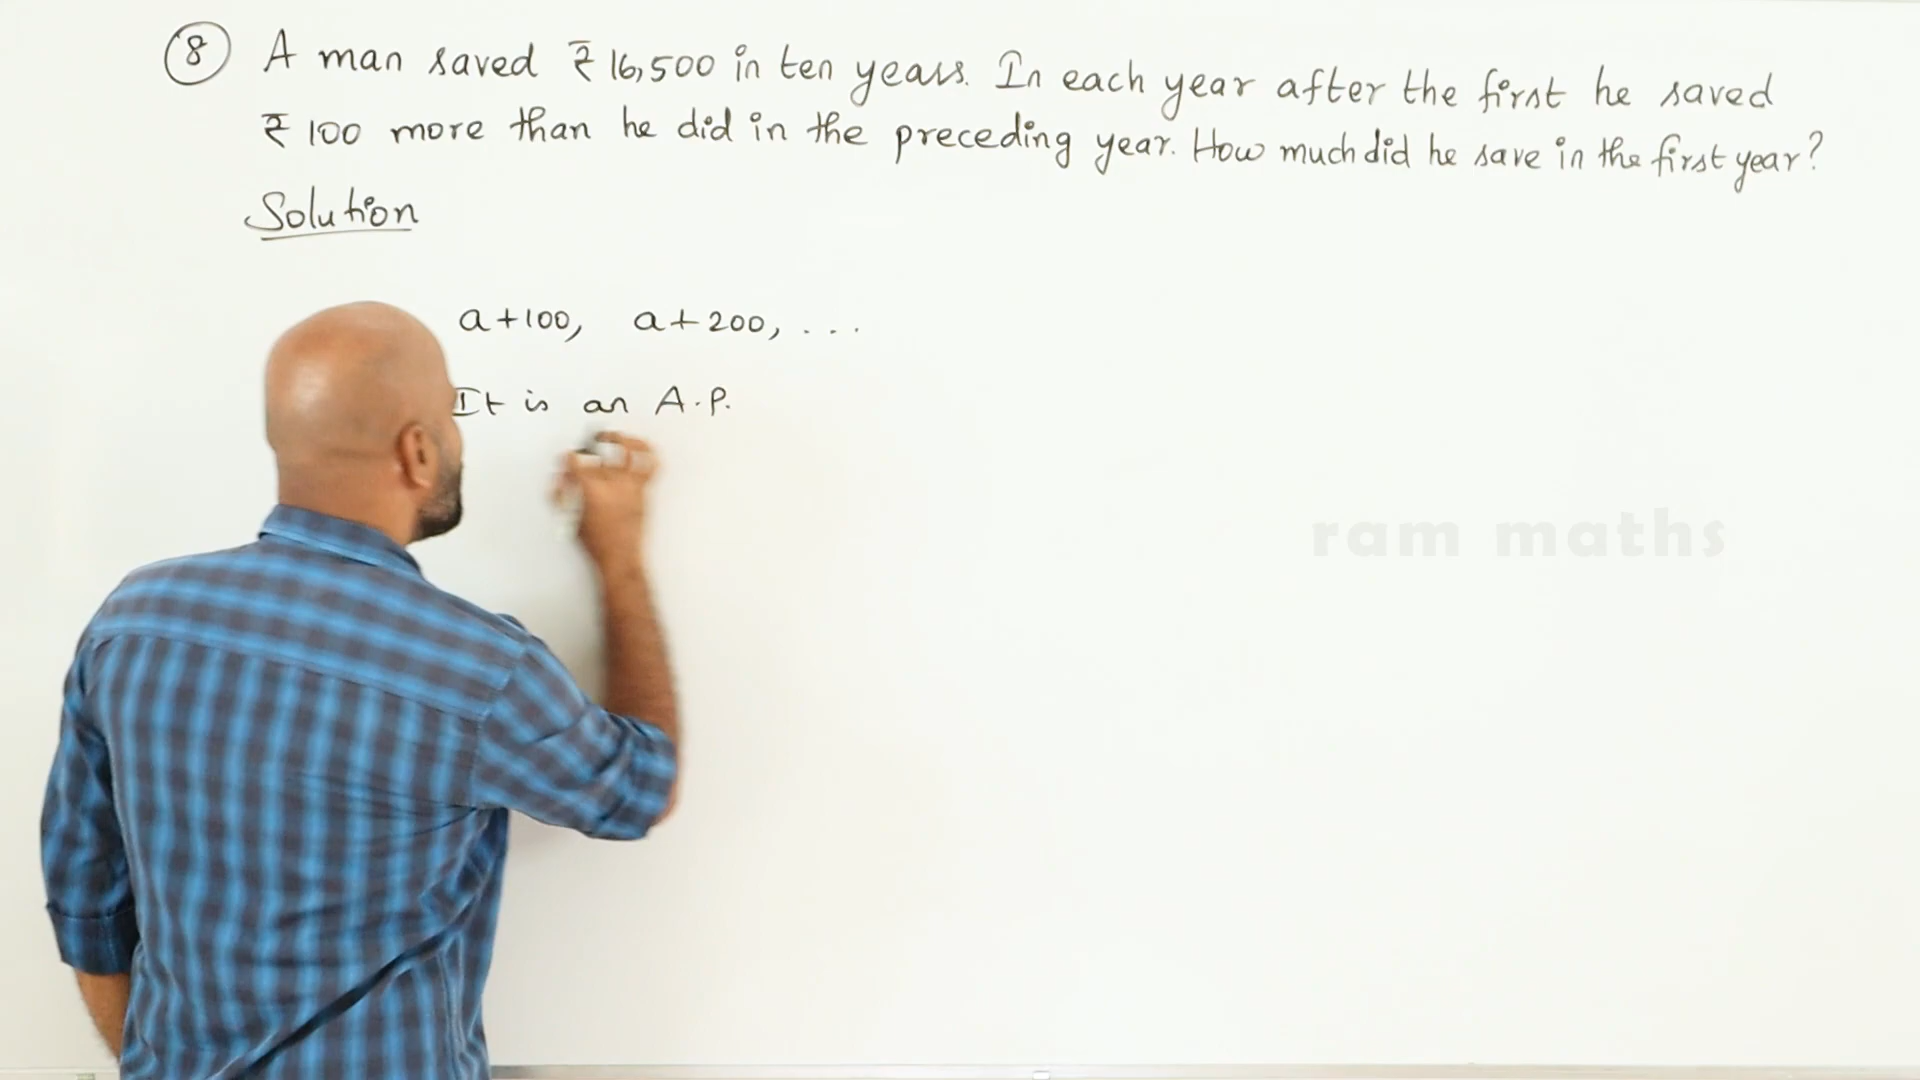 8 A man saved ₹ 16,500 in ten years. In each year after the first he saved
₹ 100 more than he did in the preceding year. How much did he save in the first year?
Solution
a+100, a+200, ...
It is an A.P.
ram maths